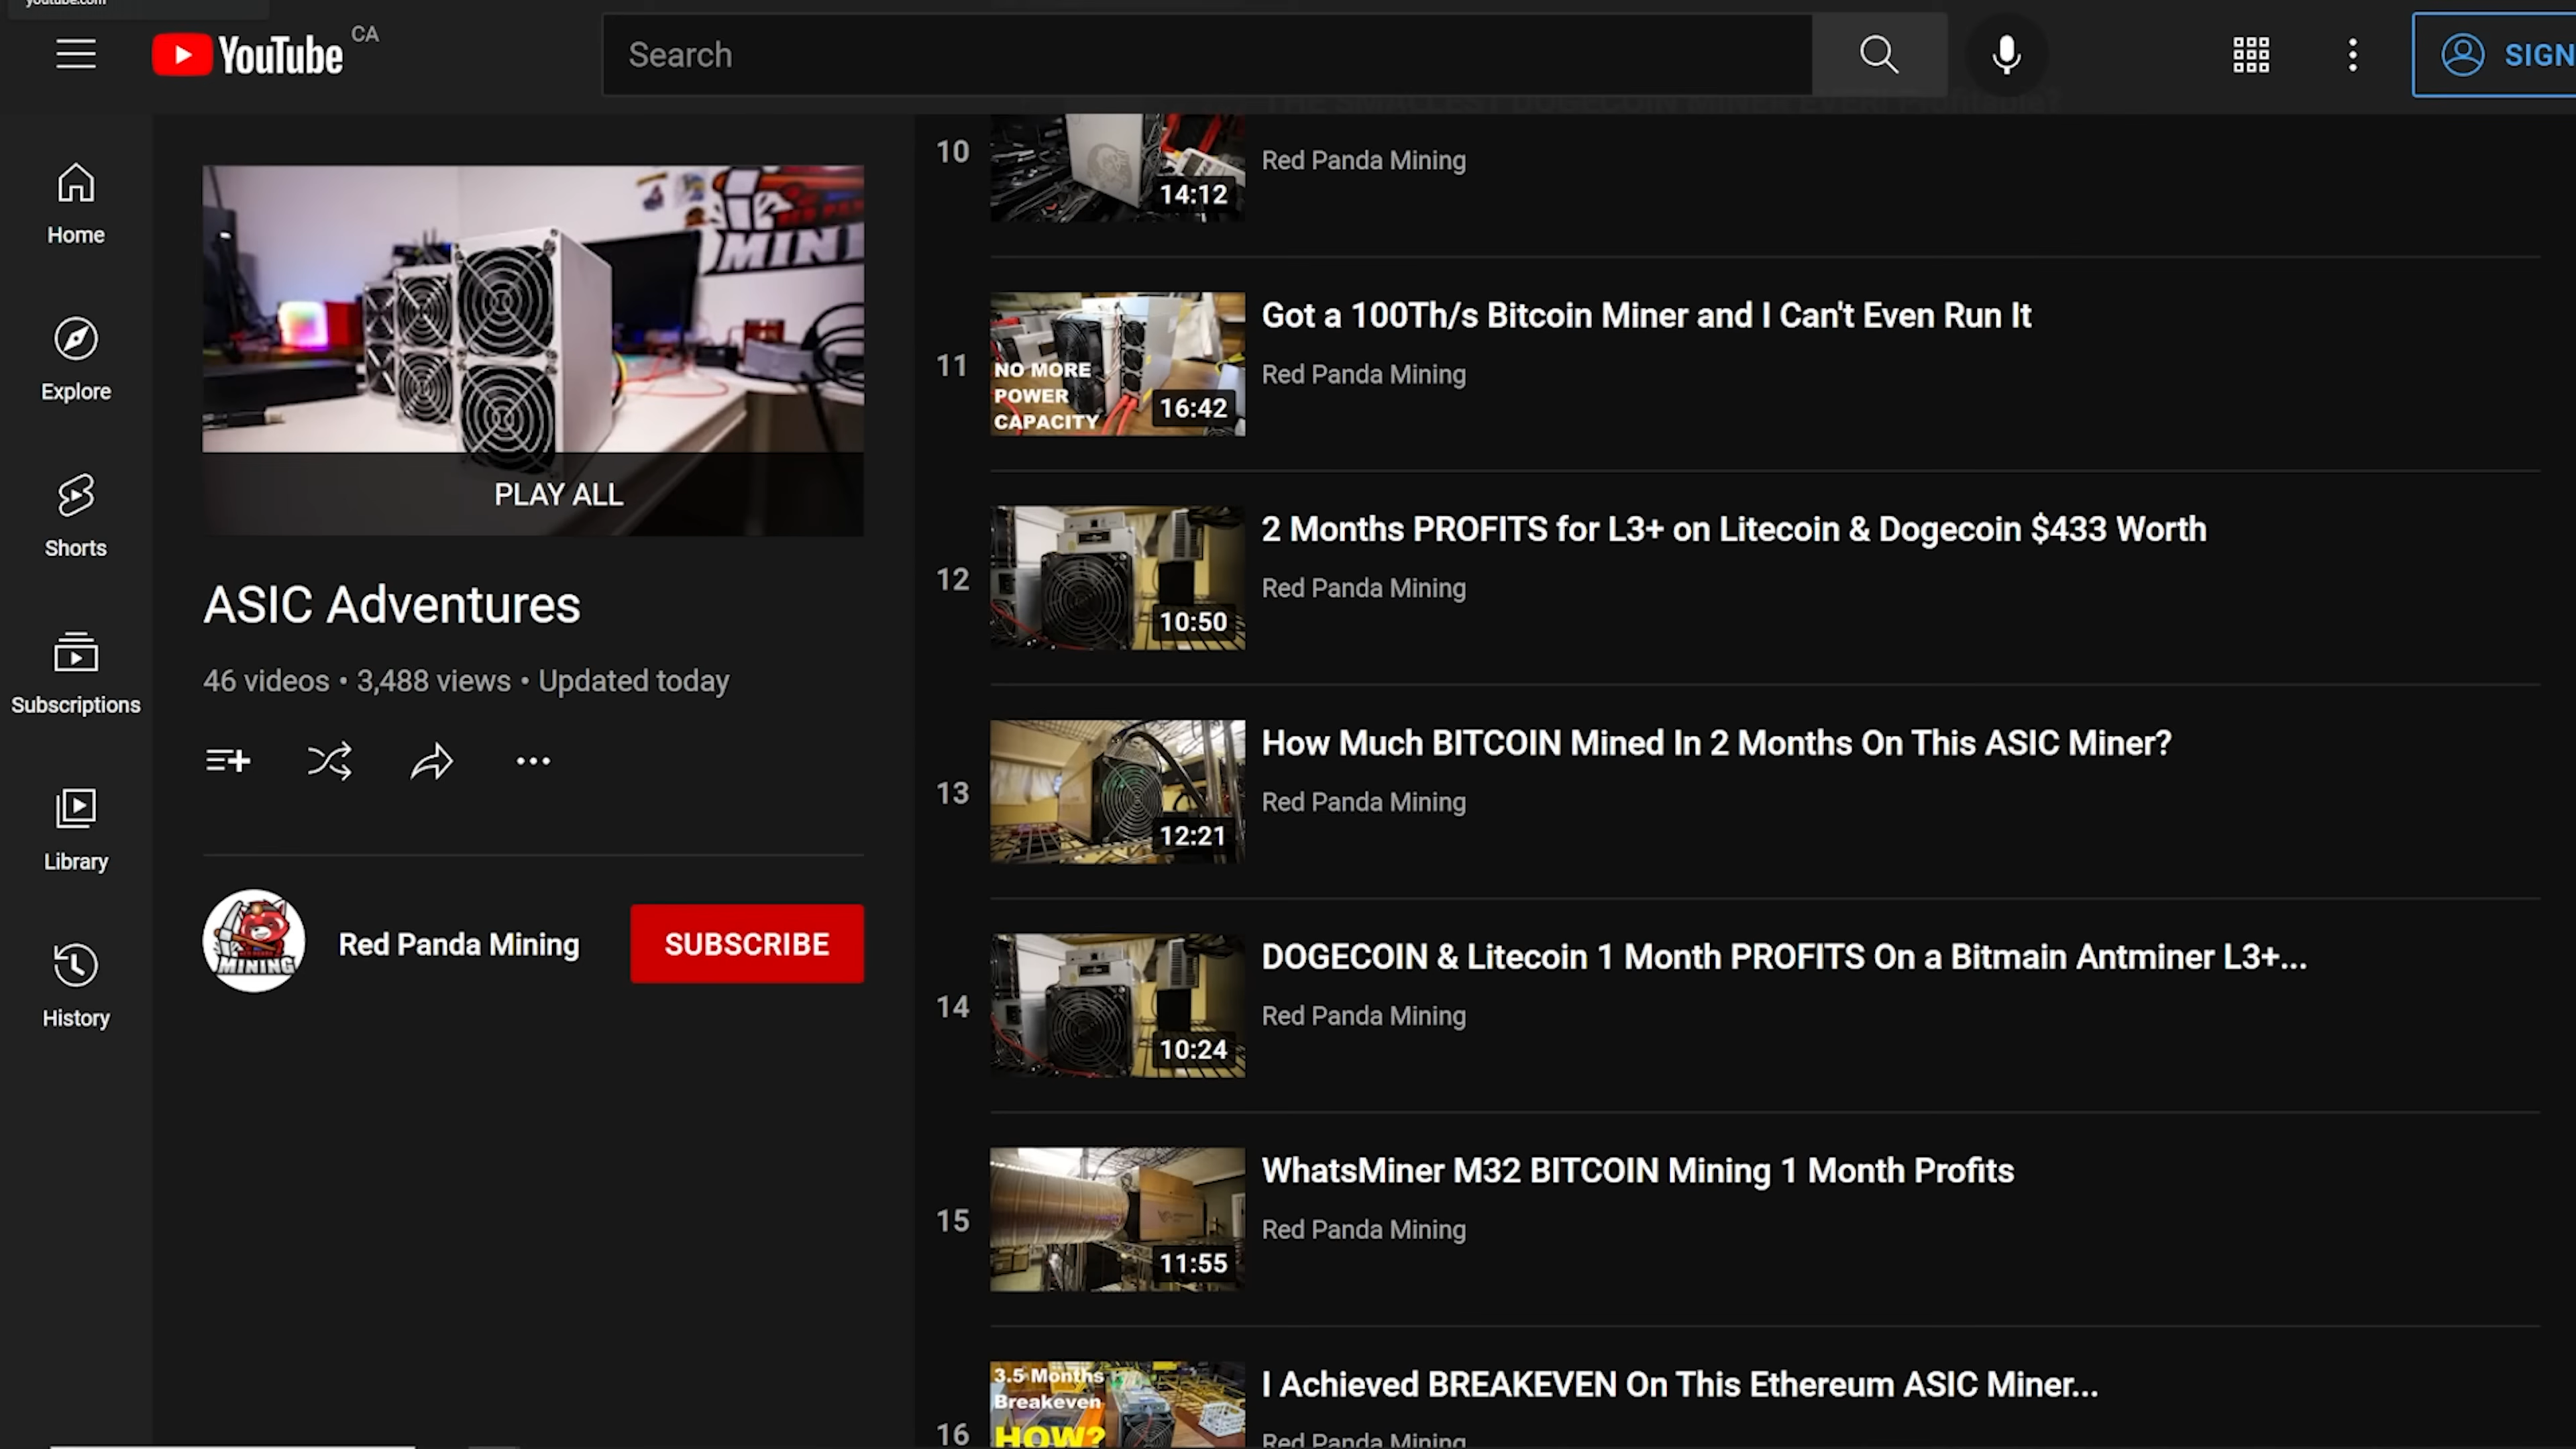 youtube.com
YouTube CA
Search
SIGN
Home
Explore
Shorts
Subscriptions
Library
History
MINI
PLAY ALL
ASIC Adventures
46 videos • 3,488 views • Updated today
MINING
Red Panda Mining
SUBSCRIBE
10
14:12
Red Panda Mining
11
NO MORE
POWER
CAPACITY
16:42
Got a 100Th/s Bitcoin Miner and I Can't Even Run It
Red Panda Mining
12
10:50
2 Months PROFITS for L3+ on Litecoin & Dogecoin $433 Worth
Red Panda Mining
13
12:21
How Much BITCOIN Mined In 2 Months On This ASIC Miner?
Red Panda Mining
14
10:24
DOGECOIN & Litecoin 1 Month PROFITS On a Bitmain Antminer L3+...
Red Panda Mining
15
11:55
WhatsMiner M32 BITCOIN Mining 1 Month Profits
Red Panda Mining
16
3.5 Months
Breakeven
HOW?
I Achieved BREAKEVEN On This Ethereum ASIC Miner...
Red Panda Mining